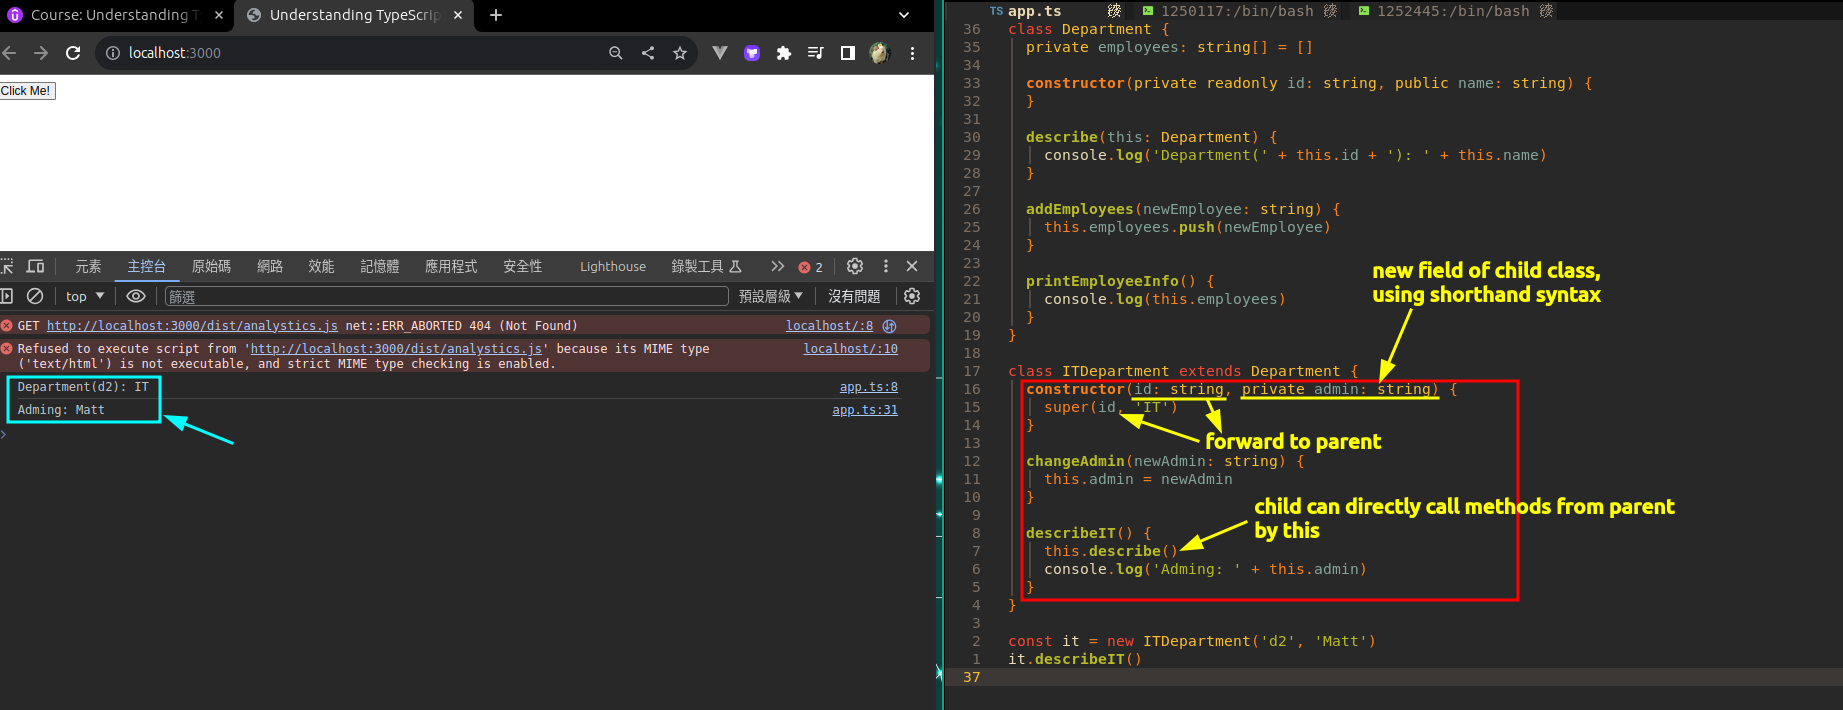 Course: Understanding T
Understanding TypeScrip
localhost:3000
Click Me!
元素 主控台 原始碼 網路 效能 記憶體 應用程式 安全性 Lighthouse 錄製工具 2
top 篩選 預設層級 沒有問題
GET http://localhost:3000/dist/analystics.js net::ERR_ABORTED 404 (Not Found) localhost/:8
Refused to execute script from 'http://localhost:3000/dist/analystics.js' because its MIME type localhost/:10
('text/html') is not executable, and strict MIME type checking is enabled.
Department(d2): IT app.ts:8
Adming: Matt app.ts:31
TS app.ts 1250117:/bin/bash 1252445:/bin/bash
36 class Department {
35 private employees: string[] = []
34
33 constructor(private readonly id: string, public name: string) {
32 }
31
30 describe(this: Department) {
29 console.log('Department(' + this.id + '): ' + this.name)
28 }
27
26 addEmployees(newEmployee: string) {
25 this.employees.push(newEmployee)
24 }
23
22 printEmployeeInfo() {
21 console.log(this.employees)
20 }
19 }
18
17 class ITDepartment extends Department {
16 constructor(id: string, private admin: string) {
15 super(id, 'IT')
14 }
13
12 changeAdmin(newAdmin: string) {
11 this.admin = newAdmin
10 }
9
8 describeIT() {
7 this.describe()
6 console.log('Adming: ' + this.admin)
5 }
4 }
3
2 const it = new ITDepartment('d2', 'Matt')
1 it.describeIT()
37
new field of child class,
using shorthand syntax
forward to parent
child can directly call methods from parent
by this